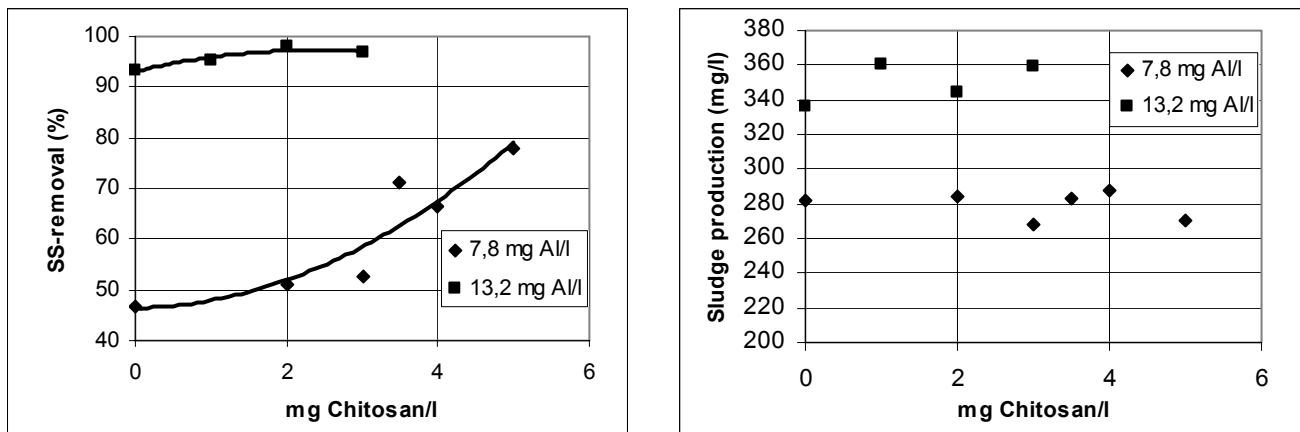 100
90
80
70
60
50
40
SS-removal (%)
0 2 4 6
mg Chitosan/l
7,8 mg Al/l
13,2 mg Al/l
380
360
340
320
300
280
260
240
220
200
Sludge production (mg/l)
0 2 4 6
mg Chitosan/l
7,8 mg Al/l
13,2 mg Al/l